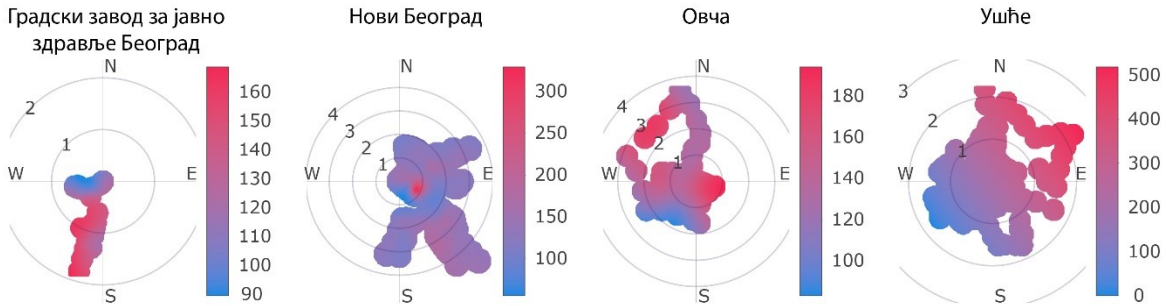 Градски завод за јавно
здравље Београд
N
2
1
W
E
S
160
150
140
130
120
110
100
90
Нови Београд
N
4
3
2
1
W
E
S
300
250
200
150
100
Овча
N
4
3
2
1
W
E
S
180
160
140
120
100
Ушће
N
3
2
1
W
E
S
500
400
300
200
100
0